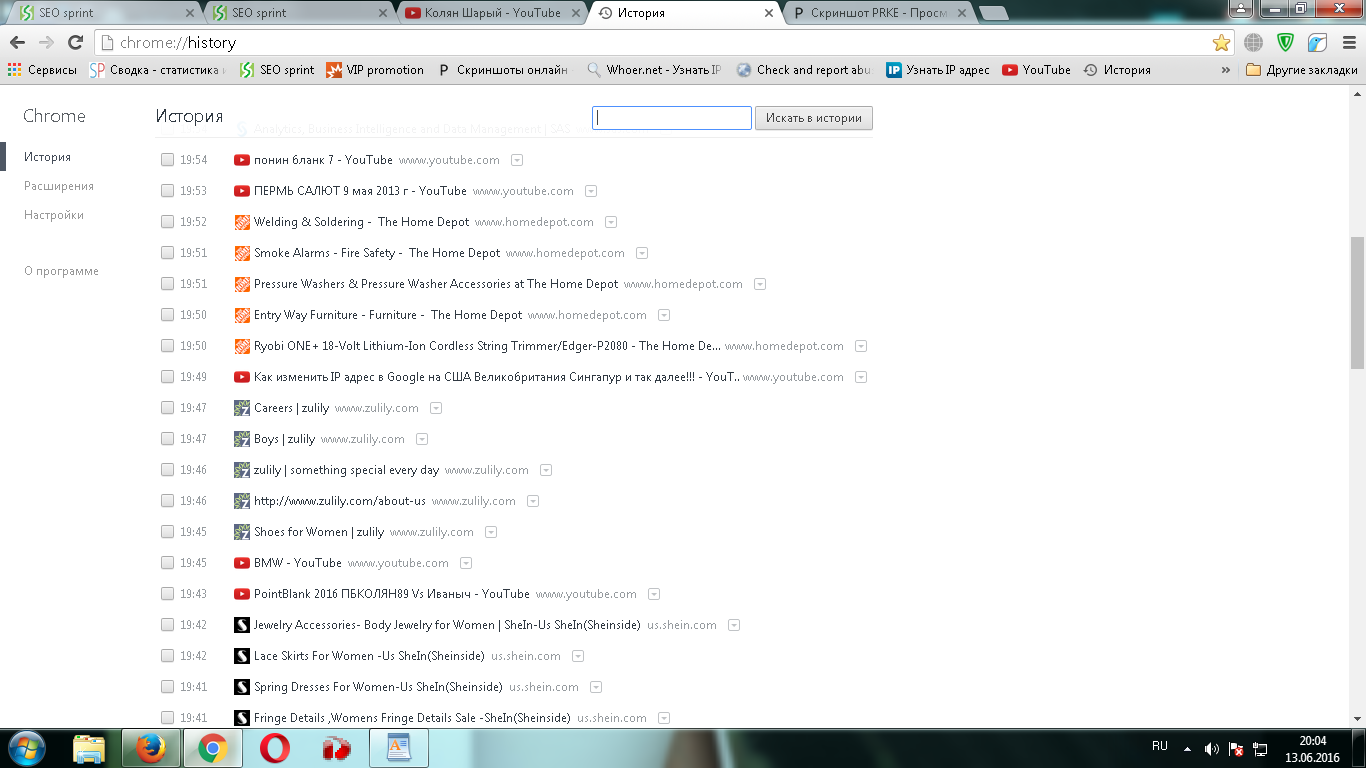 SEO sprint
SEO sprint
Колян Шарый - YouTube
История
Скриншот PRKE - Просм
chrome://history
Сервисы
Сводка - статистика
SEO sprint
VIP promotion
Скриншоты онлайн
Whoer.net - Узнать IP
Check and report abu
Узнать IP адрес
YouTube
История
»
Другие закладки
Chrome
История
Искать в истории
История
Расширения
Настройки
О программе
Analytics, Business Intelligence and Data Management | SAS
19:54 понин бланк 7 - YouTube www.youtube.com
19:53 ПЕРМЬ САЛЮТ 9 мая 2013 г - YouTube www.youtube.com
19:52 Welding & Soldering - The Home Depot www.homedepot.com
19:51 Smoke Alarms - Fire Safety - The Home Depot www.homedepot.com
19:51 Pressure Washers & Pressure Washer Accessories at The Home Depot www.homedepot.com
19:50 Entry Way Furniture - Furniture - The Home Depot www.homedepot.com
19:50 Ryobi ONE+ 18-Volt Lithium-Ion Cordless String Trimmer/Edger-P2080 - The Home De... www.homedepot.com
19:49 Как изменить IP адрес в Google на США Великобритания Сингапур и так далее!!! - YouT.. www.youtube.com
19:47 Careers | zulily www.zulily.com
19:47 Boys | zulily www.zulily.com
19:46 zulily | something special every day www.zulily.com
19:46 http://www.zulily.com/about-us www.zulily.com
19:45 Shoes for Women | zulily www.zulily.com
19:45 BMW - YouTube www.youtube.com
19:43 PointBlank 2016 ПБКОЛЯН89 Vs Иваныч - YouTube www.youtube.com
19:42 Jewelry Accessories- Body Jewelry for Women | SheIn-Us SheIn(Sheinside) us.shein.com
19:42 Lace Skirts For Women -Us SheIn(Sheinside) us.shein.com
19:41 Spring Dresses For Women-Us SheIn(Sheinside) us.shein.com
19:41 Fringe Details ,Womens Fringe Details Sale -SheIn(Sheinside) us.shein.com
RU
20:04
13.06.2016